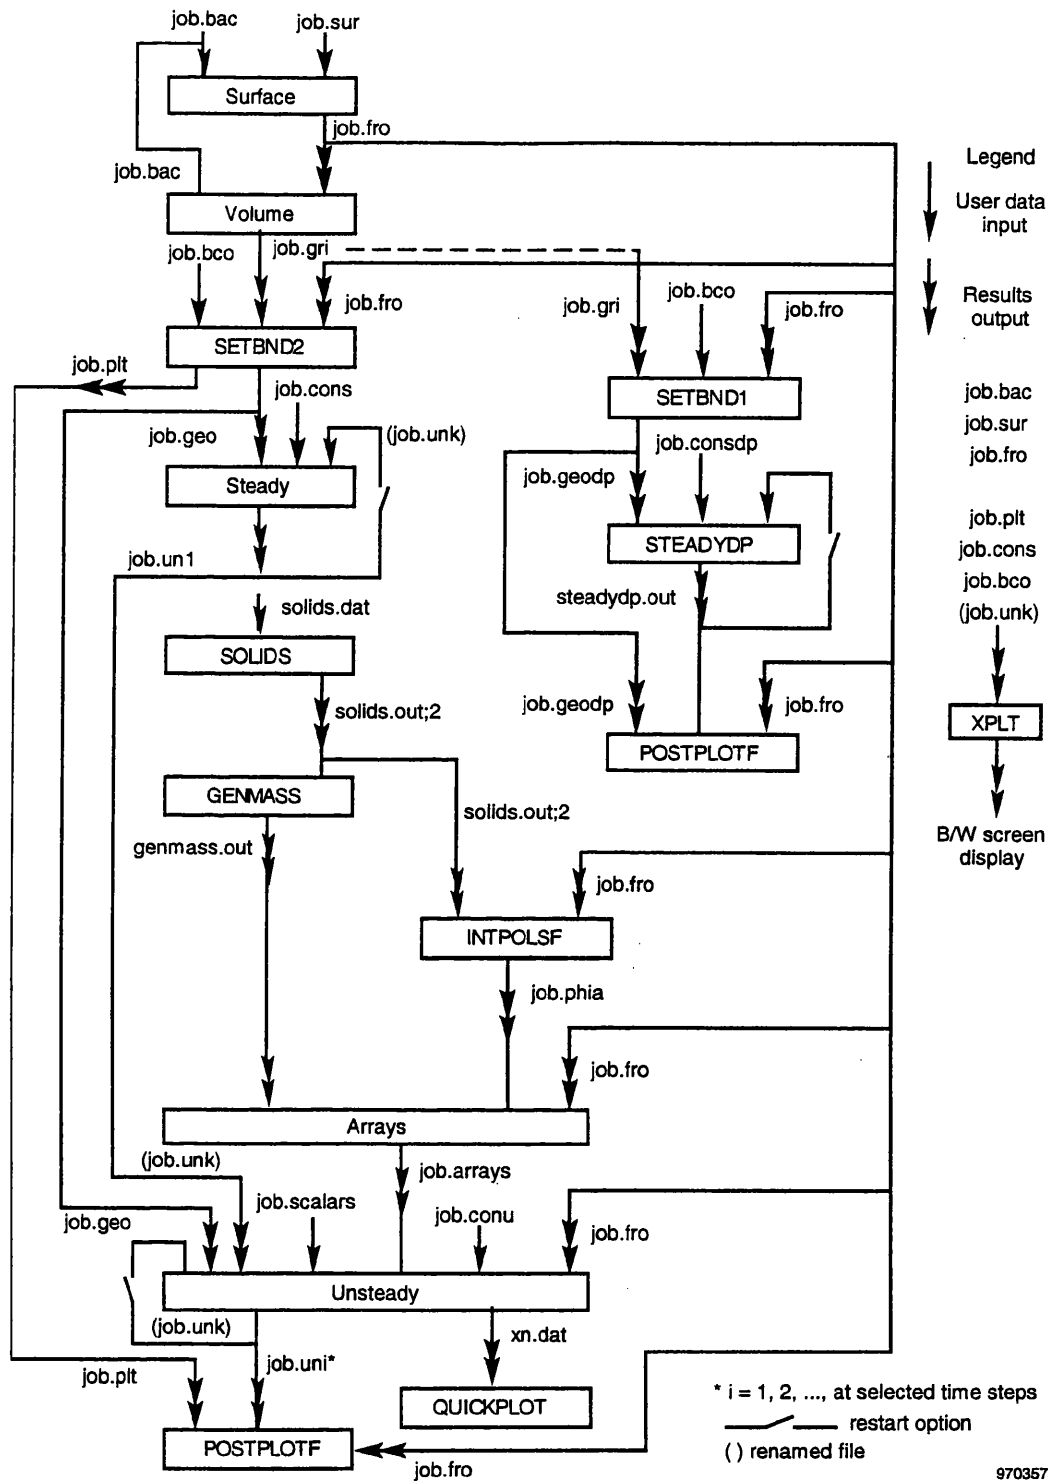 job.bac
job.sur
Surface
job.fro
job.bac
Volume
job.gri
job.bco
job.fro
SETBND2
job.plt
job.cons
job.geo
(job.unk)
Steady
job.un1
solids.dat
SOLIDS
solids.out;2
GENMASS
solids.out;2
genmass.out
job.fro
INTPOLSF
job.phia
job.fro
Arrays
(job.unk)
job.arrays
job.geo
job.scalars
job.conu
job.fro
Unsteady
(job.unk)
xn.dat
job.plt
job.uni*
QUICKPLOT
POSTPLOTF
job.fro
job.gri
job.bco
job.fro
SETBND1
job.consdp
job.geodp
STEADYDP
steadydp.out
job.geodp
job.fro
POSTPLOTF
Legend
User data
input
Results
output
job.bac
job.sur
job.fro
job.plt
job.cons
job.bco
(job.unk)
XPLT
B/W screen
display
* i = 1, 2, ..., at selected time steps
restart option
( ) renamed file
970357